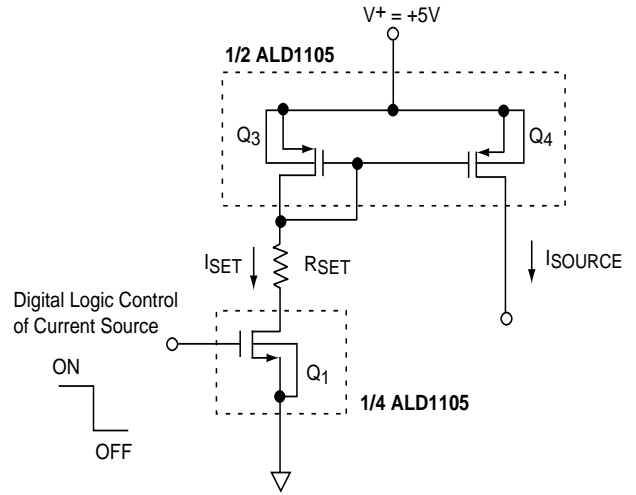 V+ = +5V
1/2 ALD1105
Q3
Q4
ISET
RSET
ISOURCE
Digital Logic Control
of Current Source
ON
OFF
Q1
1/4 ALD1105